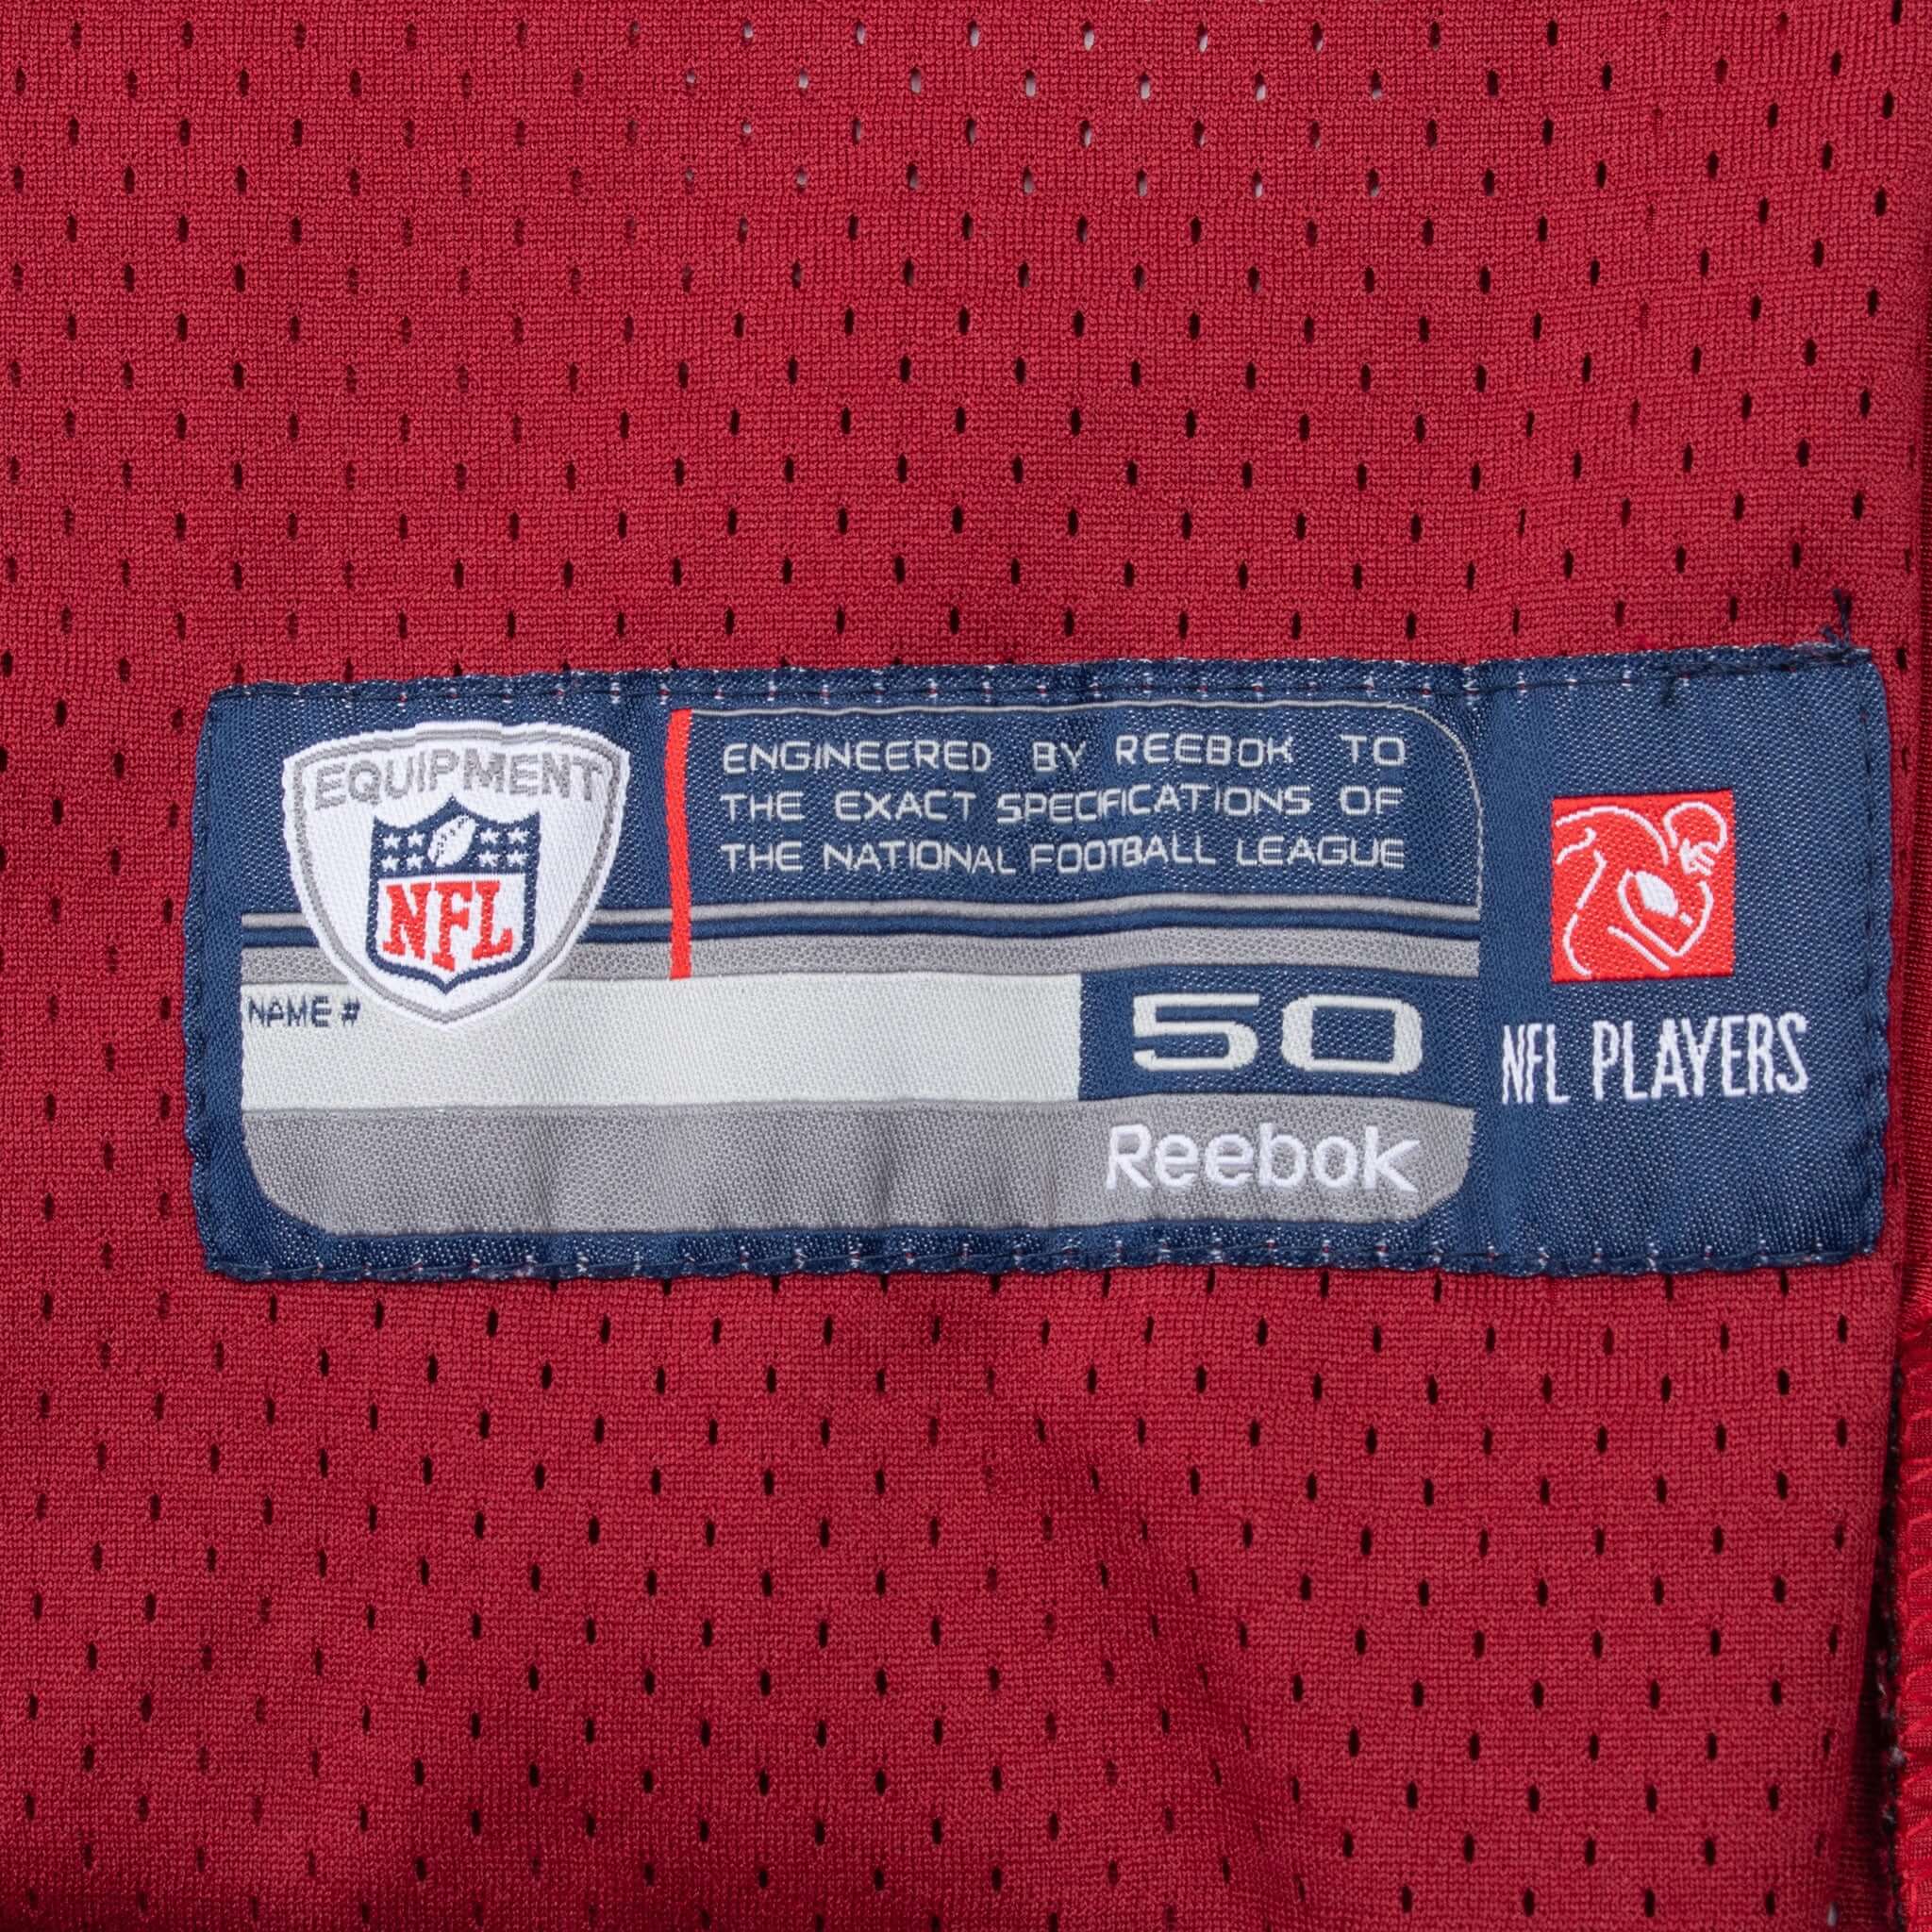 EQUIPMENT
NFL
ENGINEERED BY REEBOK TO
THE EXACT SPECIFICATIONS OF
THE NATIONAL FOOTBALL LEAGUE
NAME #
50
Reebok
NFL PLAYERS